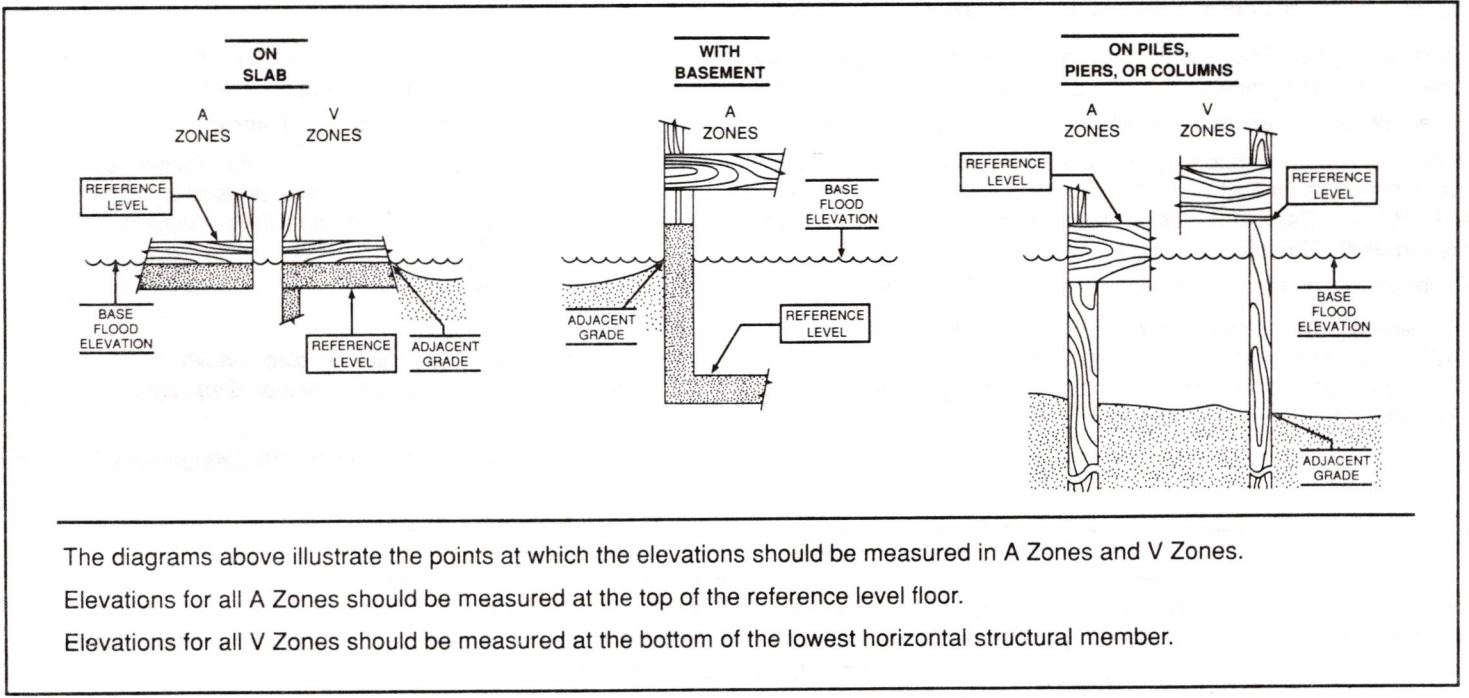 ON
SLAB
A
ZONES
V
ZONES
REFERENCE
LEVEL
BASE
FLOOD
ELEVATION
REFERENCE
LEVEL
ADJACENT
GRADE
WITH
BASEMENT
A
ZONES
BASE
FLOOD
ELEVATION
ADJACENT
GRADE
REFERENCE
LEVEL
ON PILES,
PIERS, OR COLUMNS
A
ZONES
V
ZONES
REFERENCE
LEVEL
REFERENCE
LEVEL
BASE
FLOOD
ELEVATION
ADJACENT
GRADE
The diagrams above illustrate the points at which the elevations should be measured in A Zones and V Zones.
Elevations for all A Zones should be measured at the top of the reference level floor.
Elevations for all V Zones should be measured at the bottom of the lowest horizontal structural member.